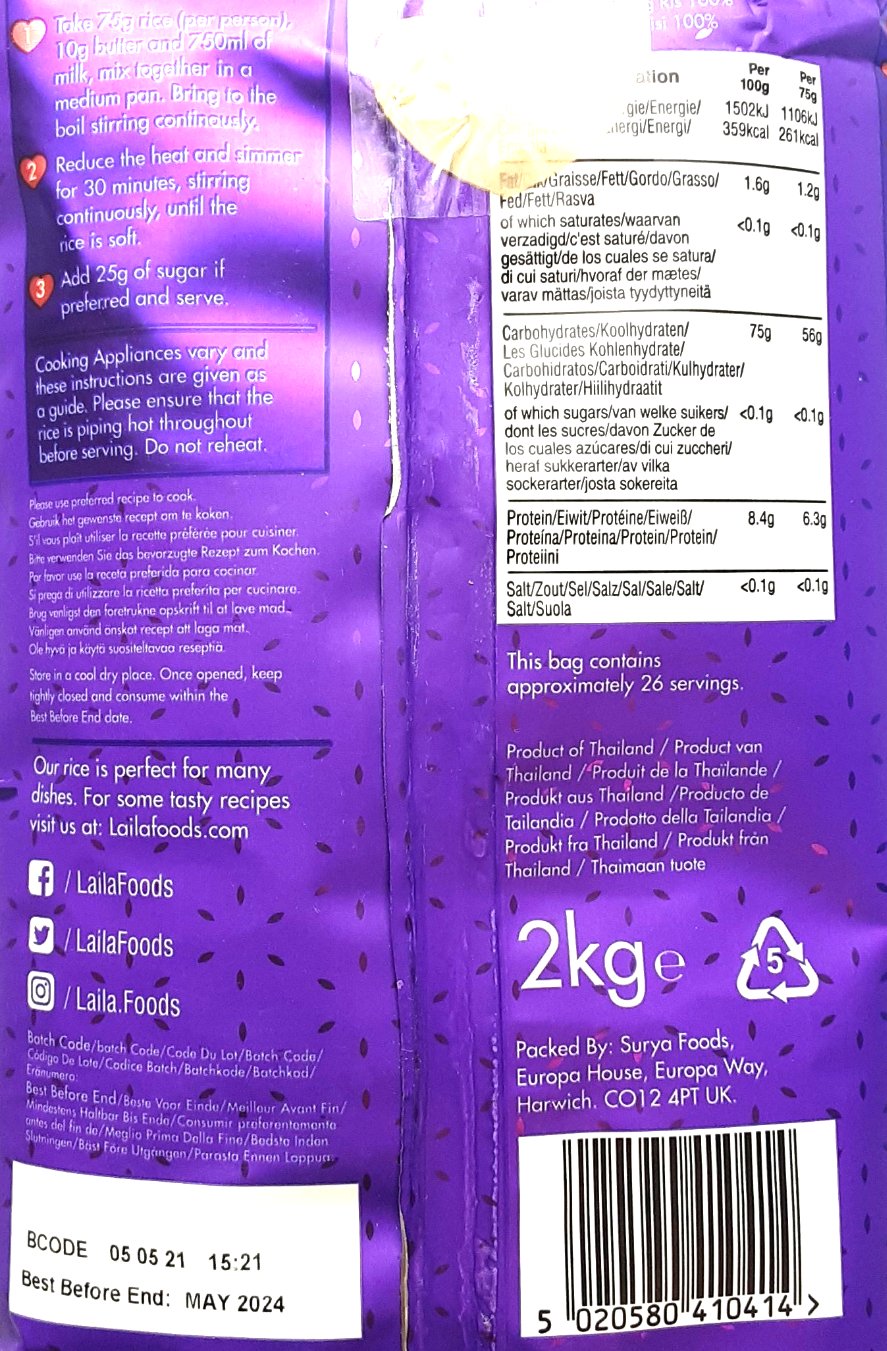 1 Take 75g rice (per person),
10g butter and 750ml of
milk, mix together in a
medium pan. Bring to the
boil stirring continously.
2 Reduce the heat and simmer
for 30 minutes, stirring
continuously, until the
rice is soft.
3 Add 25g of sugar if
preferred and serve.
Cooking Appliances vary and
these instructions are given as
a guide. Please ensure that the
rice is piping hot throughout
before serving. Do not reheat.
Please use preferred recipe to cook.
Gebruik het gewenste recept om te koken.
S'il vous plaît utiliser la recette préférée pour cuisiner.
Bitte verwenden Sie das bevorzugte Rezept zum Kochen.
Por favor use la receta preferida para cocinar.
Si prega di utilizzare la ricetta preferita per cucinare.
Brug venligst den foretrukne opskrift til at lave mad.
Vänligen använd önskat recept att laga mat.
Ole hyvä ja käytä suositeltavaa reseptiä.
Store in a cool dry place. Once opened, keep
tightly closed and consume within the
Best Before End date.
Our rice is perfect for many
dishes. For some tasty recipes
visit us at: Lailafoods.com
/ LailaFoods
/ LailaFoods
/ Laila.Foods
Batch Code/batch Code/Code Du Lot/Batch Code/
Código De Lote/Codice Batch/Batchkode/Batchkod/
Eränumero:
Best Before End/Beste Voor Einde/Meilleur Avant Fin/
Mindestens Haltbar Bis Ende/Consumir preferentemente
antes del fin de/Meglio Prima Della Fine/Bedste Inden
Slutningen/Bäst Före Utgången/Parasta Ennen Loppua:
BCODE 05 05 21 15:21
Best Before End: MAY 2024
100%
ation Per 100g Per 75g
gie/Energie/ 1502kJ 1106kJ
nergi/Energi/ 359kcal 261kcal
Graisse/Fett/Gordo/Grasso/ 1.6g 1.2g
Fed/Fett/Rasva
of which saturates/waarvan <0.1g <0.1g
verzadigd/c'est saturé/davon
gesättigt/de los cuales se satura/
di cui saturi/hvoraf der mætes/
varav mättas/joista tyydyttyneitä
Carbohydrates/Koolhydraten/ 75g 56g
Les Glucides Kohlenhydrate/
Carbohidratos/Carboidrati/Kulhydrater/
Kolhydrater/Hiilihydraatit
of which sugars/van welke suikers/ <0.1g <0.1g
dont les sucres/davon Zucker de
los cuales azúcares/di cui zuccheri/
heraf sukkerarter/av vilka
sockerarter/josta sokereita
Protein/Eiwit/Protéine/Eiweiß/ 8.4g 6.3g
Proteína/Proteina/Protein/Protein/
Proteiini
Salt/Zout/Sel/Salz/Sal/Sale/Salt/ <0.1g <0.1g
Salt/Suola
This bag contains
approximately 26 servings.
Product of Thailand / Product van
Thailand / Produit de la Thaïlande /
Produkt aus Thailand /Producto de
Tailandia / Prodotto della Tailandia /
Produkt fra Thailand / Produkt från
Thailand / Thaimaan tuote
2kg e 5
Packed By: Surya Foods,
Europa House, Europa Way,
Harwich. CO12 4PT UK.
5 020580 410414 >